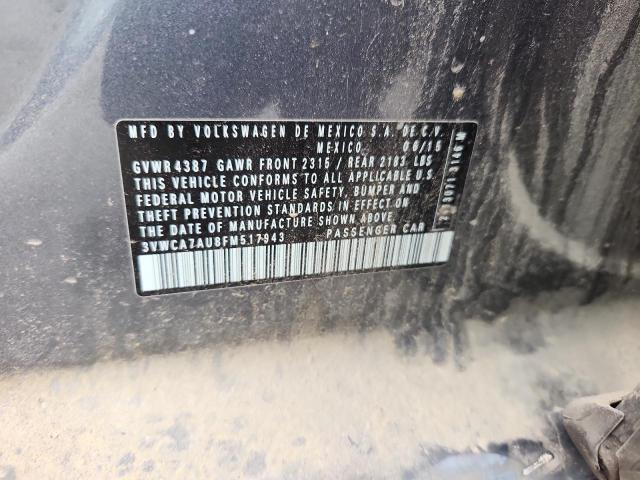 MFD BY VOLKSWAGEN DE MEXICO S.A. DE C.V.
MEXICO 06/15
GVWR 4387 GAWR FRONT 2315 / REAR 2183 LBS
THIS VEHICLE CONFORMS TO ALL APPLICABLE U.S.
FEDERAL MOTOR VEHICLE SAFETY, BUMPER AND
THEFT PREVENTION STANDARDS IN EFFECT ON
THE DATE OF MANUFACTURE SHOWN ABOVE.
3VWCA7AU8FM517943 PASSENGER CAR